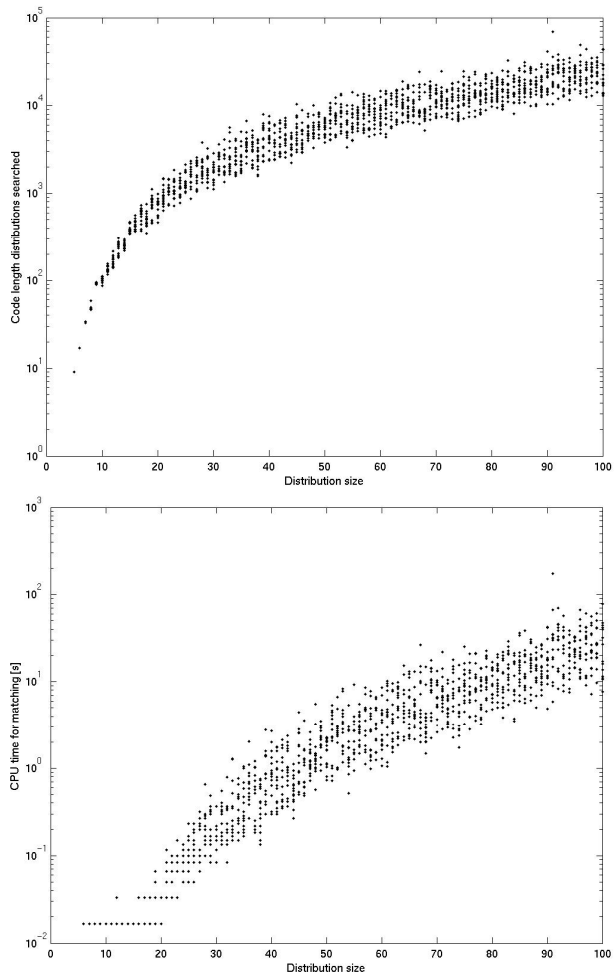 10^5
10^4
10^3
10^2
10^1
10^0
Code length distributions searched
0 10 20 30 40 50 60 70 80 90 100
Distribution size
10^3
10^2
10^1
10^0
10^-1
10^-2
CPU time for matching [s]
0 10 20 30 40 50 60 70 80 90 100
Distribution size